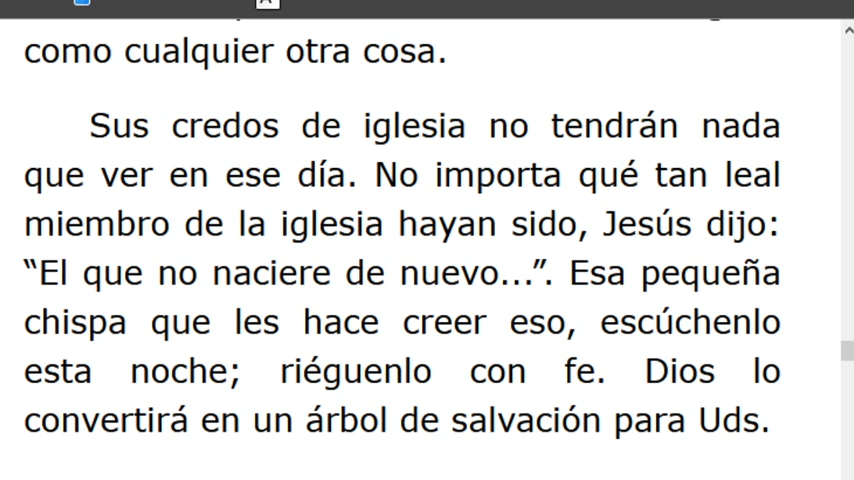 como cualquier otra cosa.
Sus credos de iglesia no tendrán nada
que ver en ese día. No importa qué tan leal
miembro de la iglesia hayan sido, Jesús dijo:
“El que no naciere de nuevo...”. Esa pequeña
chispa que les hace creer eso, escúchenlo
esta noche; riéguenlo con fe. Dios lo
convertirá en un árbol de salvación para Uds.